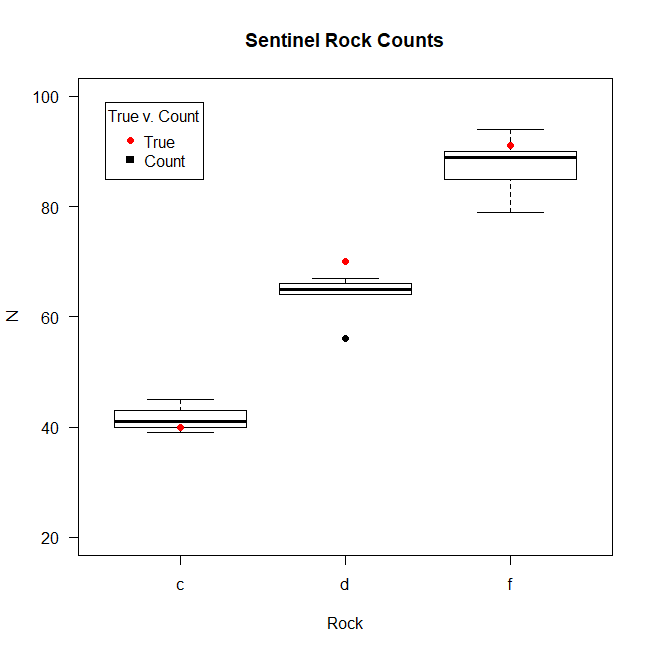 Sentinel Rock Counts
100
80
60
40
20
N
True v. Count
True
Count
c d f
Rock